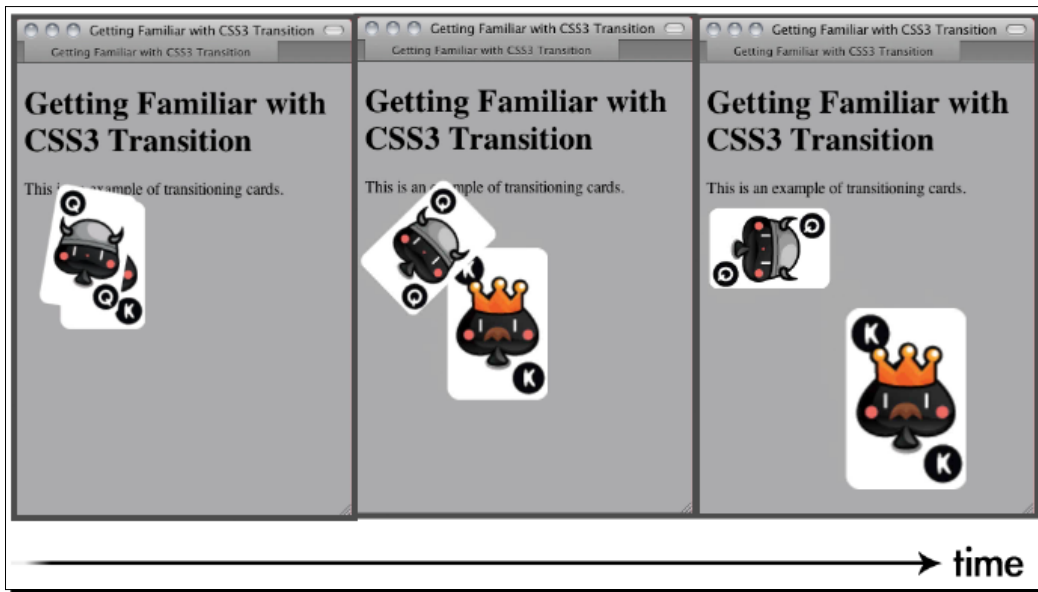 Getting Familiar with CSS3 Transition
Getting Familiar with CSS3 Transition
Getting Familiar with
CSS3 Transition
This is example of transitioning cards.
Q
Q
K
Getting Familiar with CSS3 Transition
Getting Familiar with CSS3 Transition
Getting Familiar with
CSS3 Transition
This is an example of transitioning cards.
Q
Q
K
K
Getting Familiar with CSS3 Transition
Getting Familiar with CSS3 Transition
Getting Familiar with
CSS3 Transition
This is an example of transitioning cards.
Q
Q
K
K
time